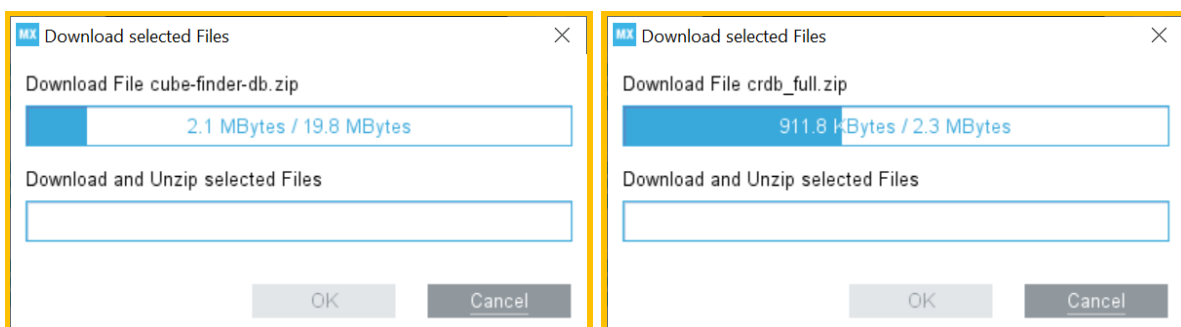 MX Download selected Files
Download File cube-finder-db.zip
2.1 MBytes / 19.8 MBytes
Download and Unzip selected Files
OK Cancel
MX Download selected Files
Download File crdb_full.zip
911.8 KBytes / 2.3 MBytes
Download and Unzip selected Files
OK Cancel